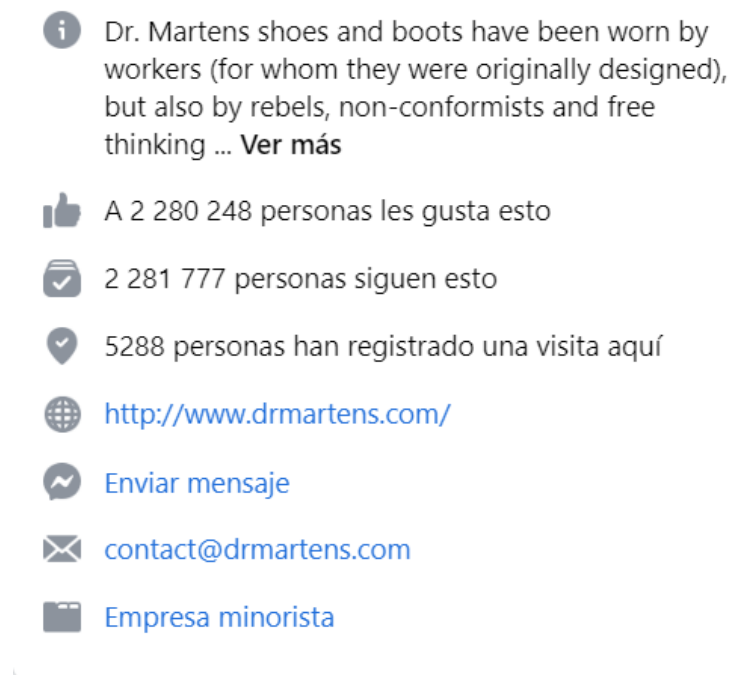 Dr. Martens shoes and boots have been worn by
workers (for whom they were originally designed),
but also by rebels, non-conformists and free
thinking ... Ver más
A 2 280 248 personas les gusta esto
2 281 777 personas siguen esto
5288 personas han registrado una visita aquí
http://www.drmartens.com/
Enviar mensaje
contact@drmartens.com
Empresa minorista